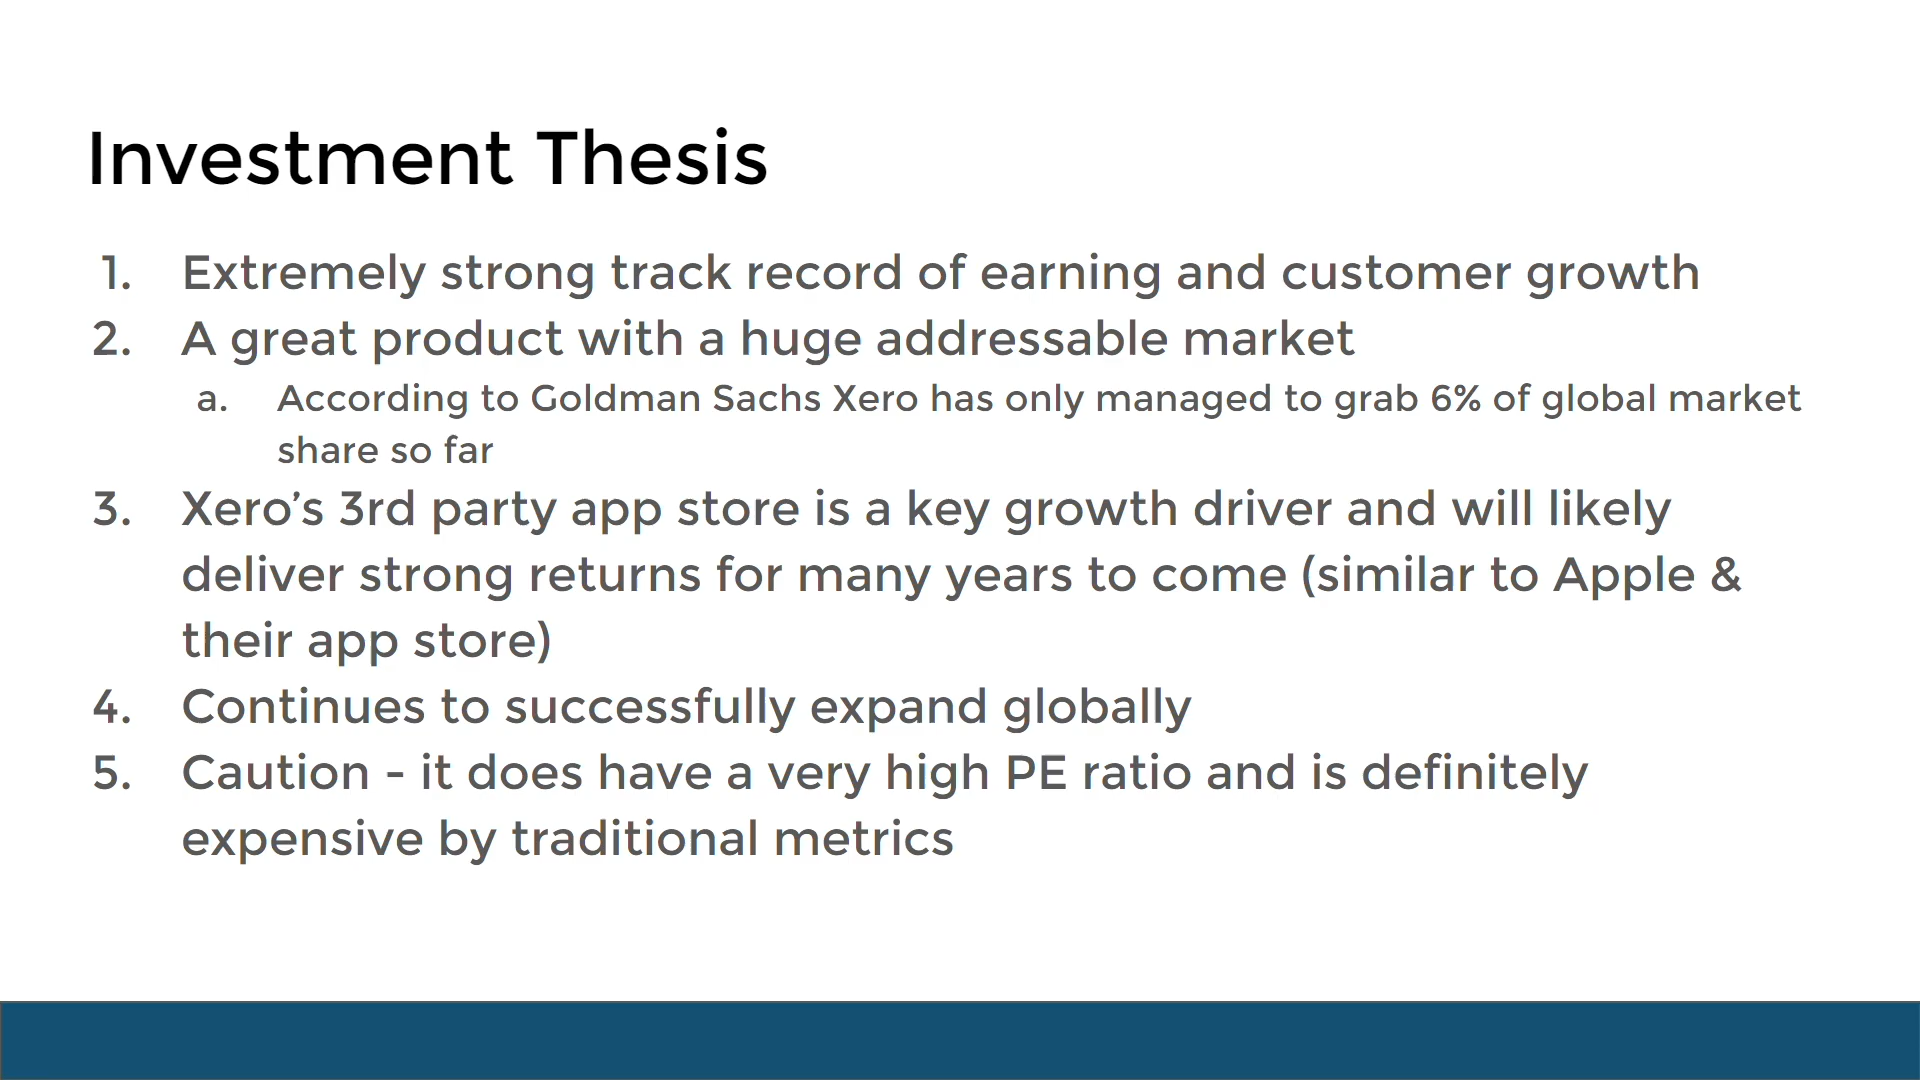 Investment Thesis
1. Extremely strong track record of earning and customer growth
2. A great product with a huge addressable market
a. According to Goldman Sachs Xero has only managed to grab 6% of global market
share so far
3. Xero’s 3rd party app store is a key growth driver and will likely
deliver strong returns for many years to come (similar to Apple &
their app store)
4. Continues to successfully expand globally
5. Caution - it does have a very high PE ratio and is definitely
expensive by traditional metrics